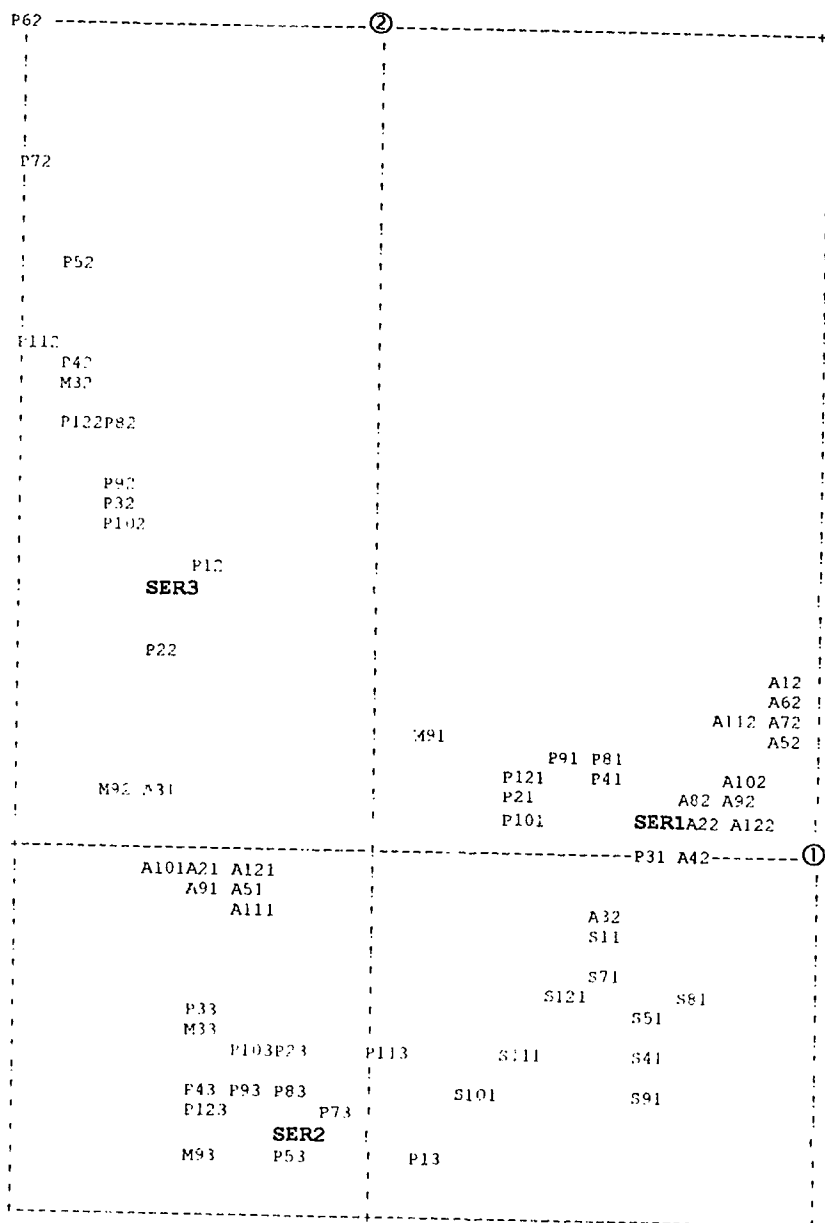 P62 ②
P72
P52
P112
P42
M32
P122P82
P92
P32
P102
P12
SER3
P22
A12
A62
A112 A72
M91 A52
P91 P81
P121 P41 A102
M92 A31 P21 A82 A92
P101 SER1A22 A122
P31 A42 ①
A101A21 A121
A91 A51
A111
A32
S11
S71
S121 S81
P33 S51
M33
P103P23 P113 S111 S41
P43 P93 P83 S101 S91
P123 P73
SER2
M93 P53 P13